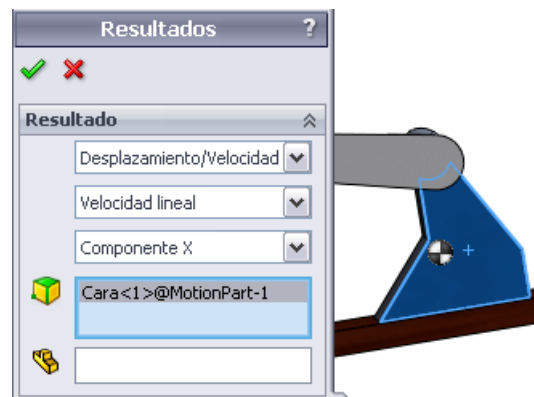 Resultados ?
Resultado
Desplazamiento/Velocidad
Velocidad lineal
Componente X
Cara<1>@MotionPart-1